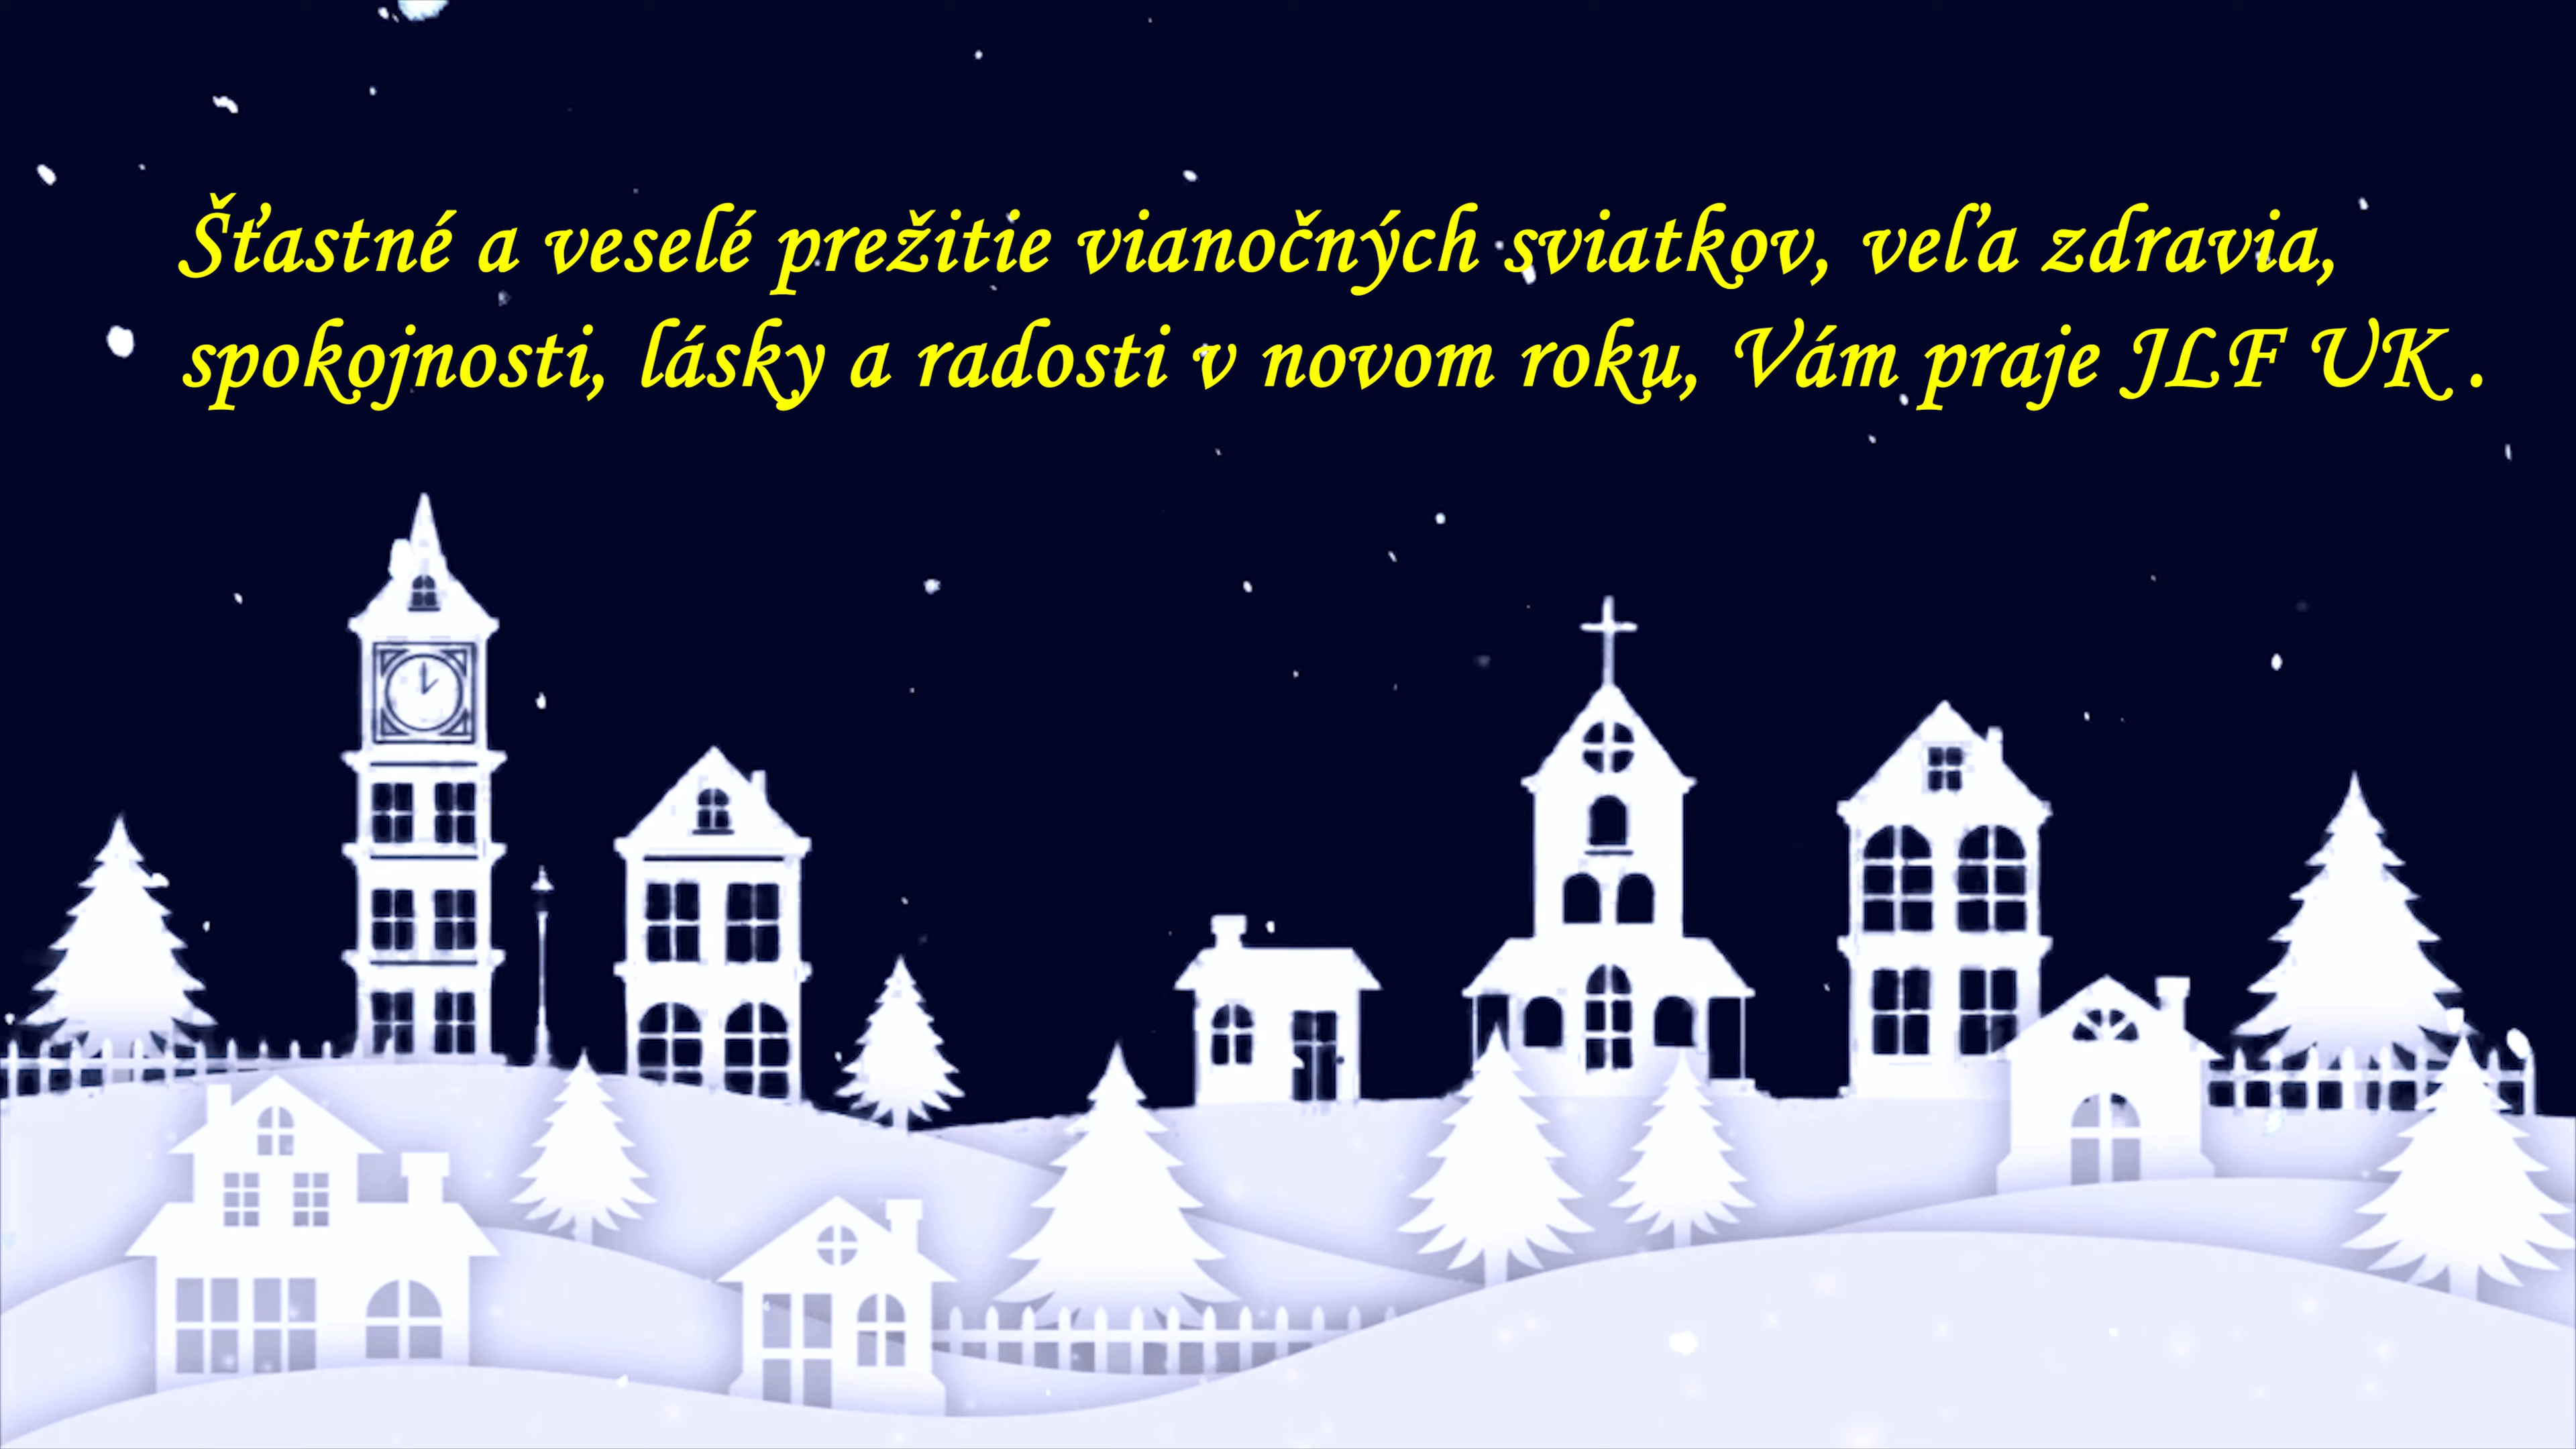 Šťastné a veselé prežitie vianočných sviatkov, veľa zdravia,
spokojnosti, lásky a radosti v novom roku, Vám praje JLF UK .